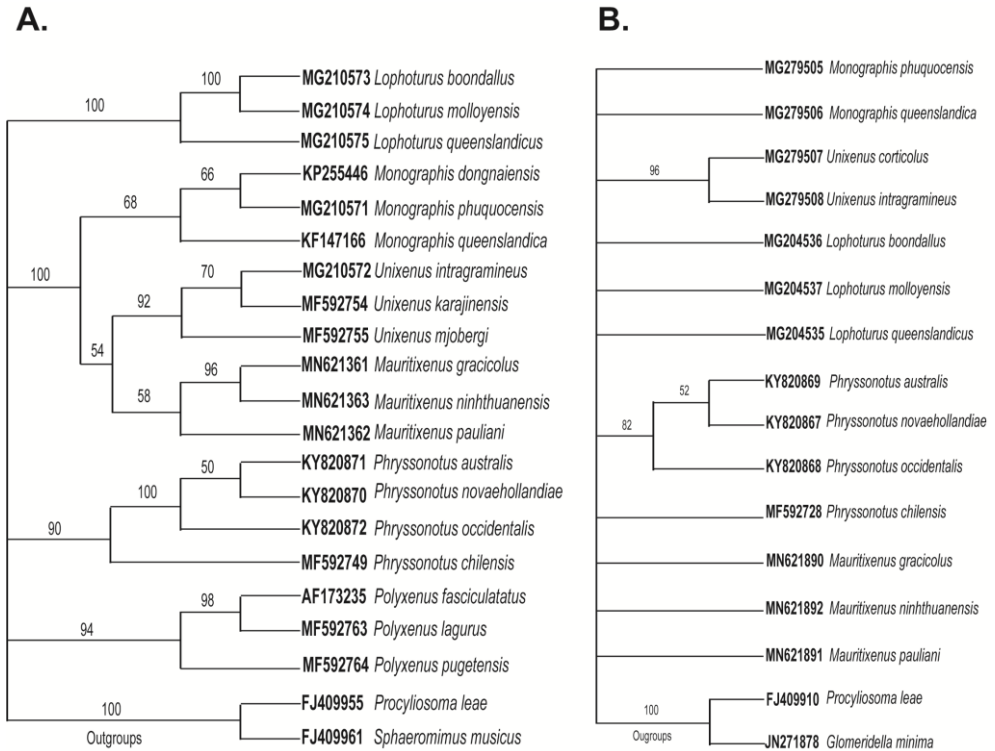 A.
100
MG210573 Lophoturus boondallus
100
MG210574 Lophoturus molloyensis
MG210575 Lophoturus queenslandicus
66
KP255446 Monographis dongnaiensis
68
MG210571 Monographis phuquocensis
KF147166 Monographis queenslandica
100
70
MG210572 Unixenus intragramineus
92
MF592754 Unixenus karajinensis
MF592755 Unixenus mjobergi
54
96
MN621361 Mauritixenus gracicolus
58
MN621363 Mauritixenus ninhthuanensis
MN621362 Mauritixenus pauliani
50
KY820871 Phryssonotus australis
100
KY820870 Phryssonotus novaehollandiae
90
KY820872 Phryssonotus occidentalis
MF592749 Phryssonotus chilensis
98
AF173235 Polyxenus fasciculatatus
94
MF592763 Polyxenus lagurus
MF592764 Polyxenus pugetensis
100
FJ409955 Procyliosoma leae
Outgroups
FJ409961 Sphaeromimus musicus
B.
MG279505 Monographis phuquocensis
MG279506 Monographis queenslandica
96
MG279507 Unixenus corticolus
MG279508 Unixenus intragramineus
MG204536 Lophoturus boondallus
MG204537 Lophoturus molloyensis
MG204535 Lophoturus queenslandicus
52
KY820869 Phryssonotus australis
82
KY820867 Phryssonotus novaehollandiae
KY820868 Phryssonotus occidentalis
MF592728 Phryssonotus chilensis
MN621890 Mauritixenus gracicolus
MN621892 Mauritixenus ninhthuanensis
MN621891 Mauritixenus pauliani
100
FJ409910 Procyliosoma leae
Ougroups
JN271878 Glomeridella minima